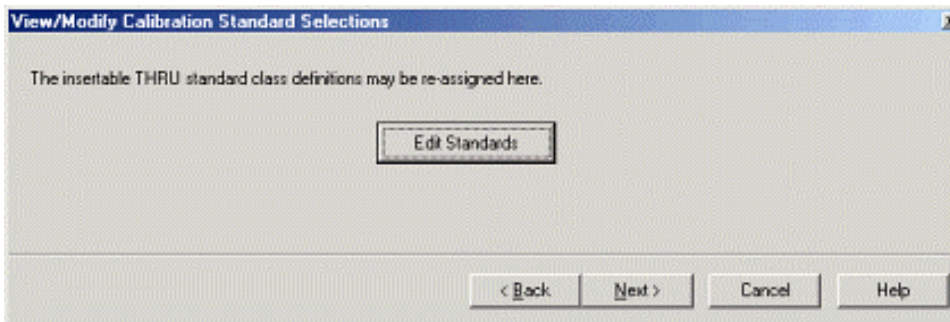 View/Modify Calibration Standard Selections
The insertable THRU standard class definitions may be re-assigned here.
Edit Standards
< Back Next > Cancel Help